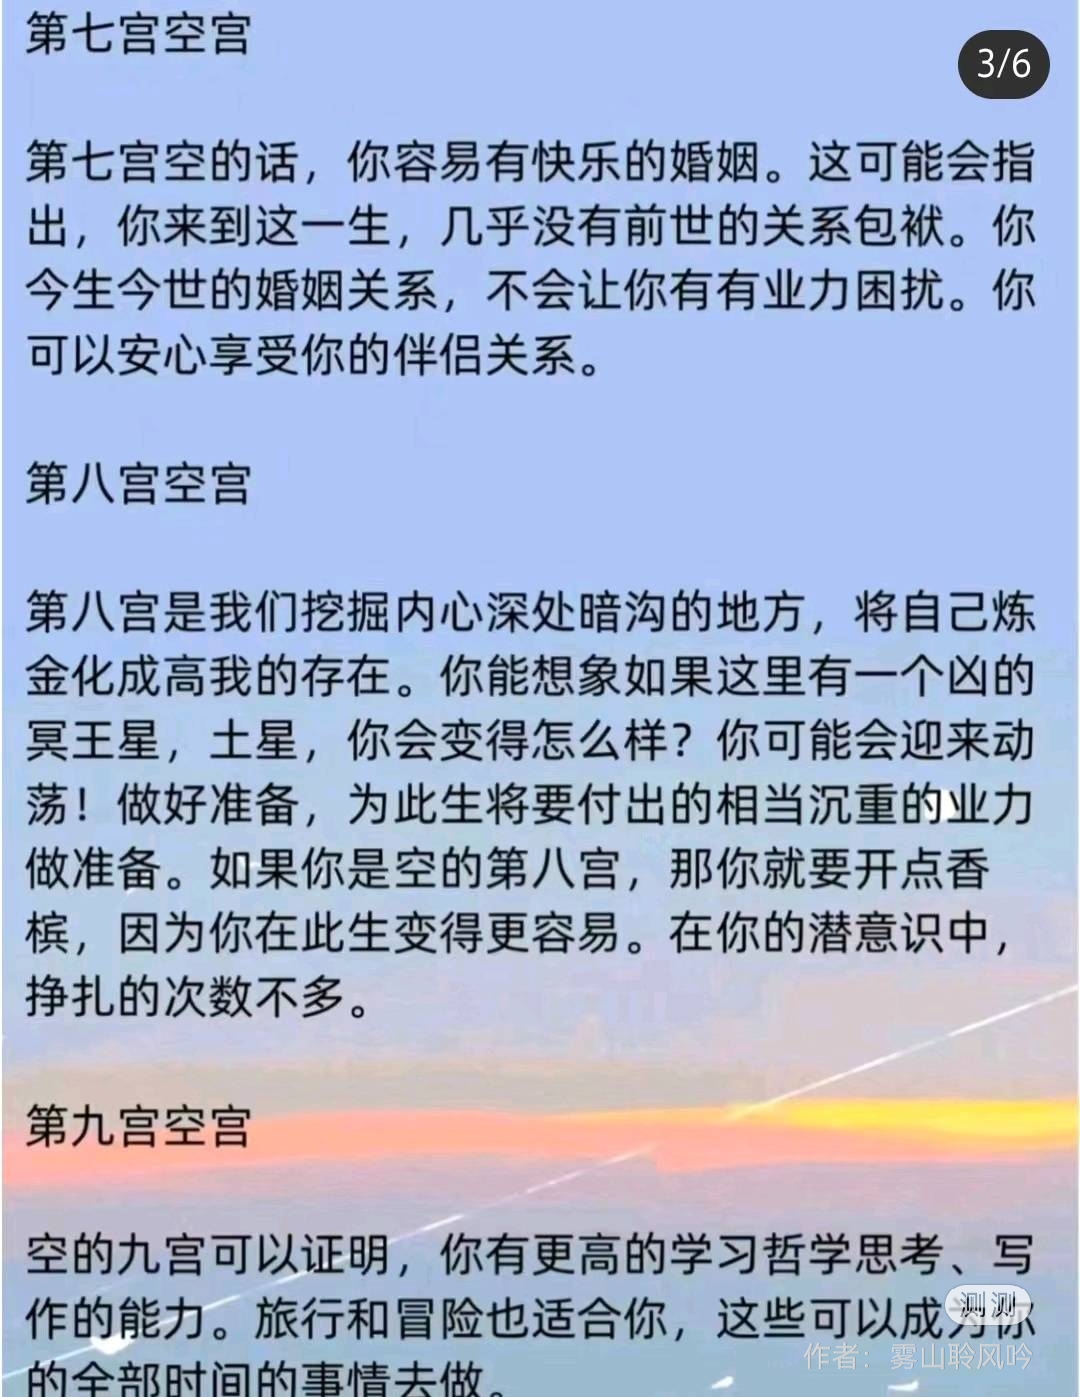 第七宫空宫
3/6
第七宫空的话，你容易有快乐的婚姻。这可能会指
出，你来到这一生，几乎没有前世的关系包袱。你
今生今世的婚姻关系，不会让你有有业力困扰。你
可以安心享受你的伴侣关系。
第八宫空宫
第八宫是我们挖掘内心深处暗沟的地方，将自己炼
金化成高我的存在。你能想象如果这里有一个凶的
冥王星，土星，你会变得怎么样？你可能会迎来动
荡！做好准备，为此生将要付出的相当沉重的业力
做准备。如果你是空的第八宫，那你就要开点香
槟，因为你在此生变得更容易。在你的潜意识中，
挣扎的次数不多。
第九宫空宫
空的九宫可以证明，你有更高的学习哲学思考、写
作的能力。旅行和冒险也适合你，这些可以成为你
测测
作者：雾山聆风吟
的全部时间的事情去做。